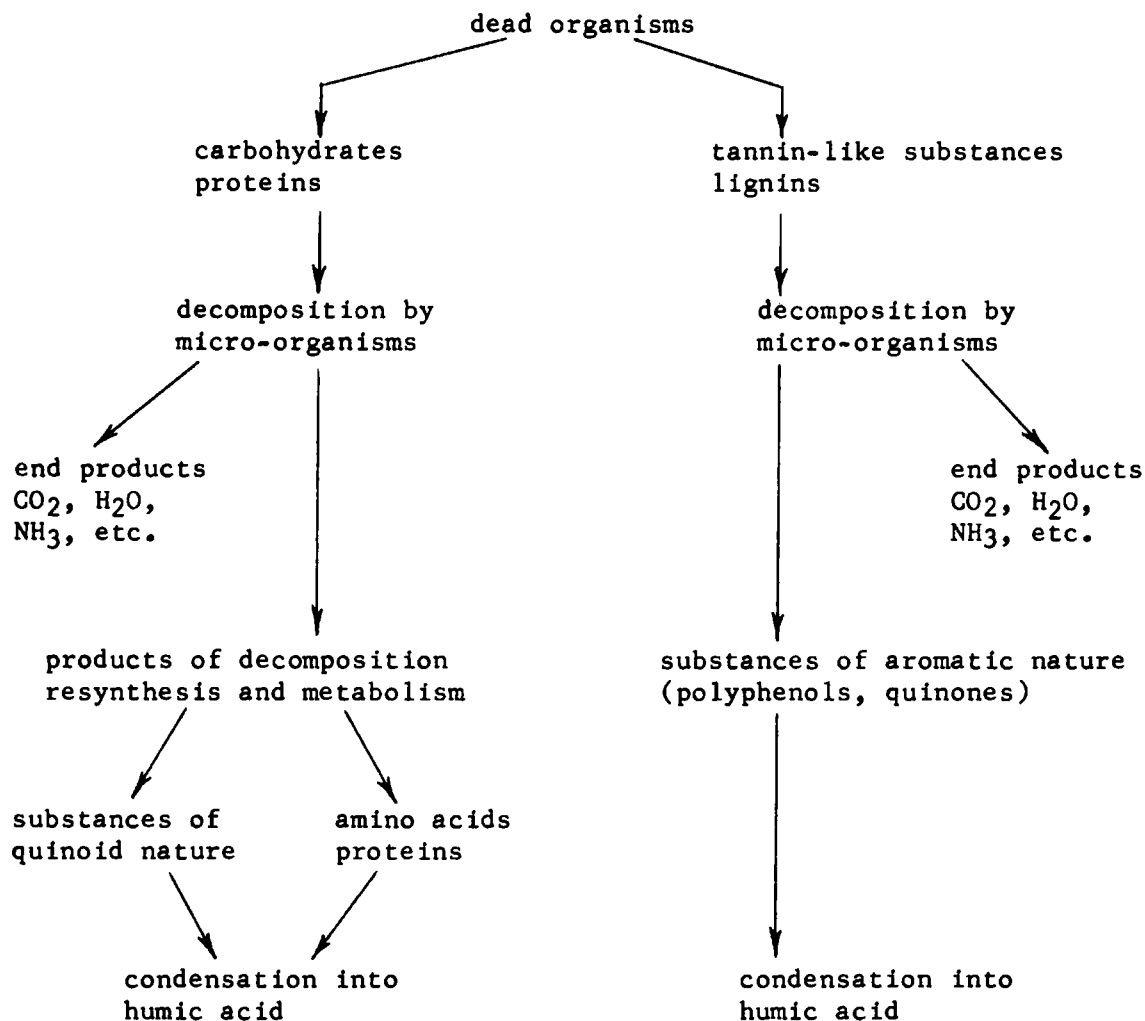 dead organisms
carbohydrates
proteins
tannin-like substances
lignins
decomposition by
micro-organisms
decomposition by
micro-organisms
end products
CO2, H2O,
NH3, etc.
end products
CO2, H2O,
NH3, etc.
products of decomposition
resynthesis and metabolism
substances of aromatic nature
(polyphenols, quinones)
substances of
quinoid nature
amino acids
proteins
condensation into
humic acid
condensation into
humic acid